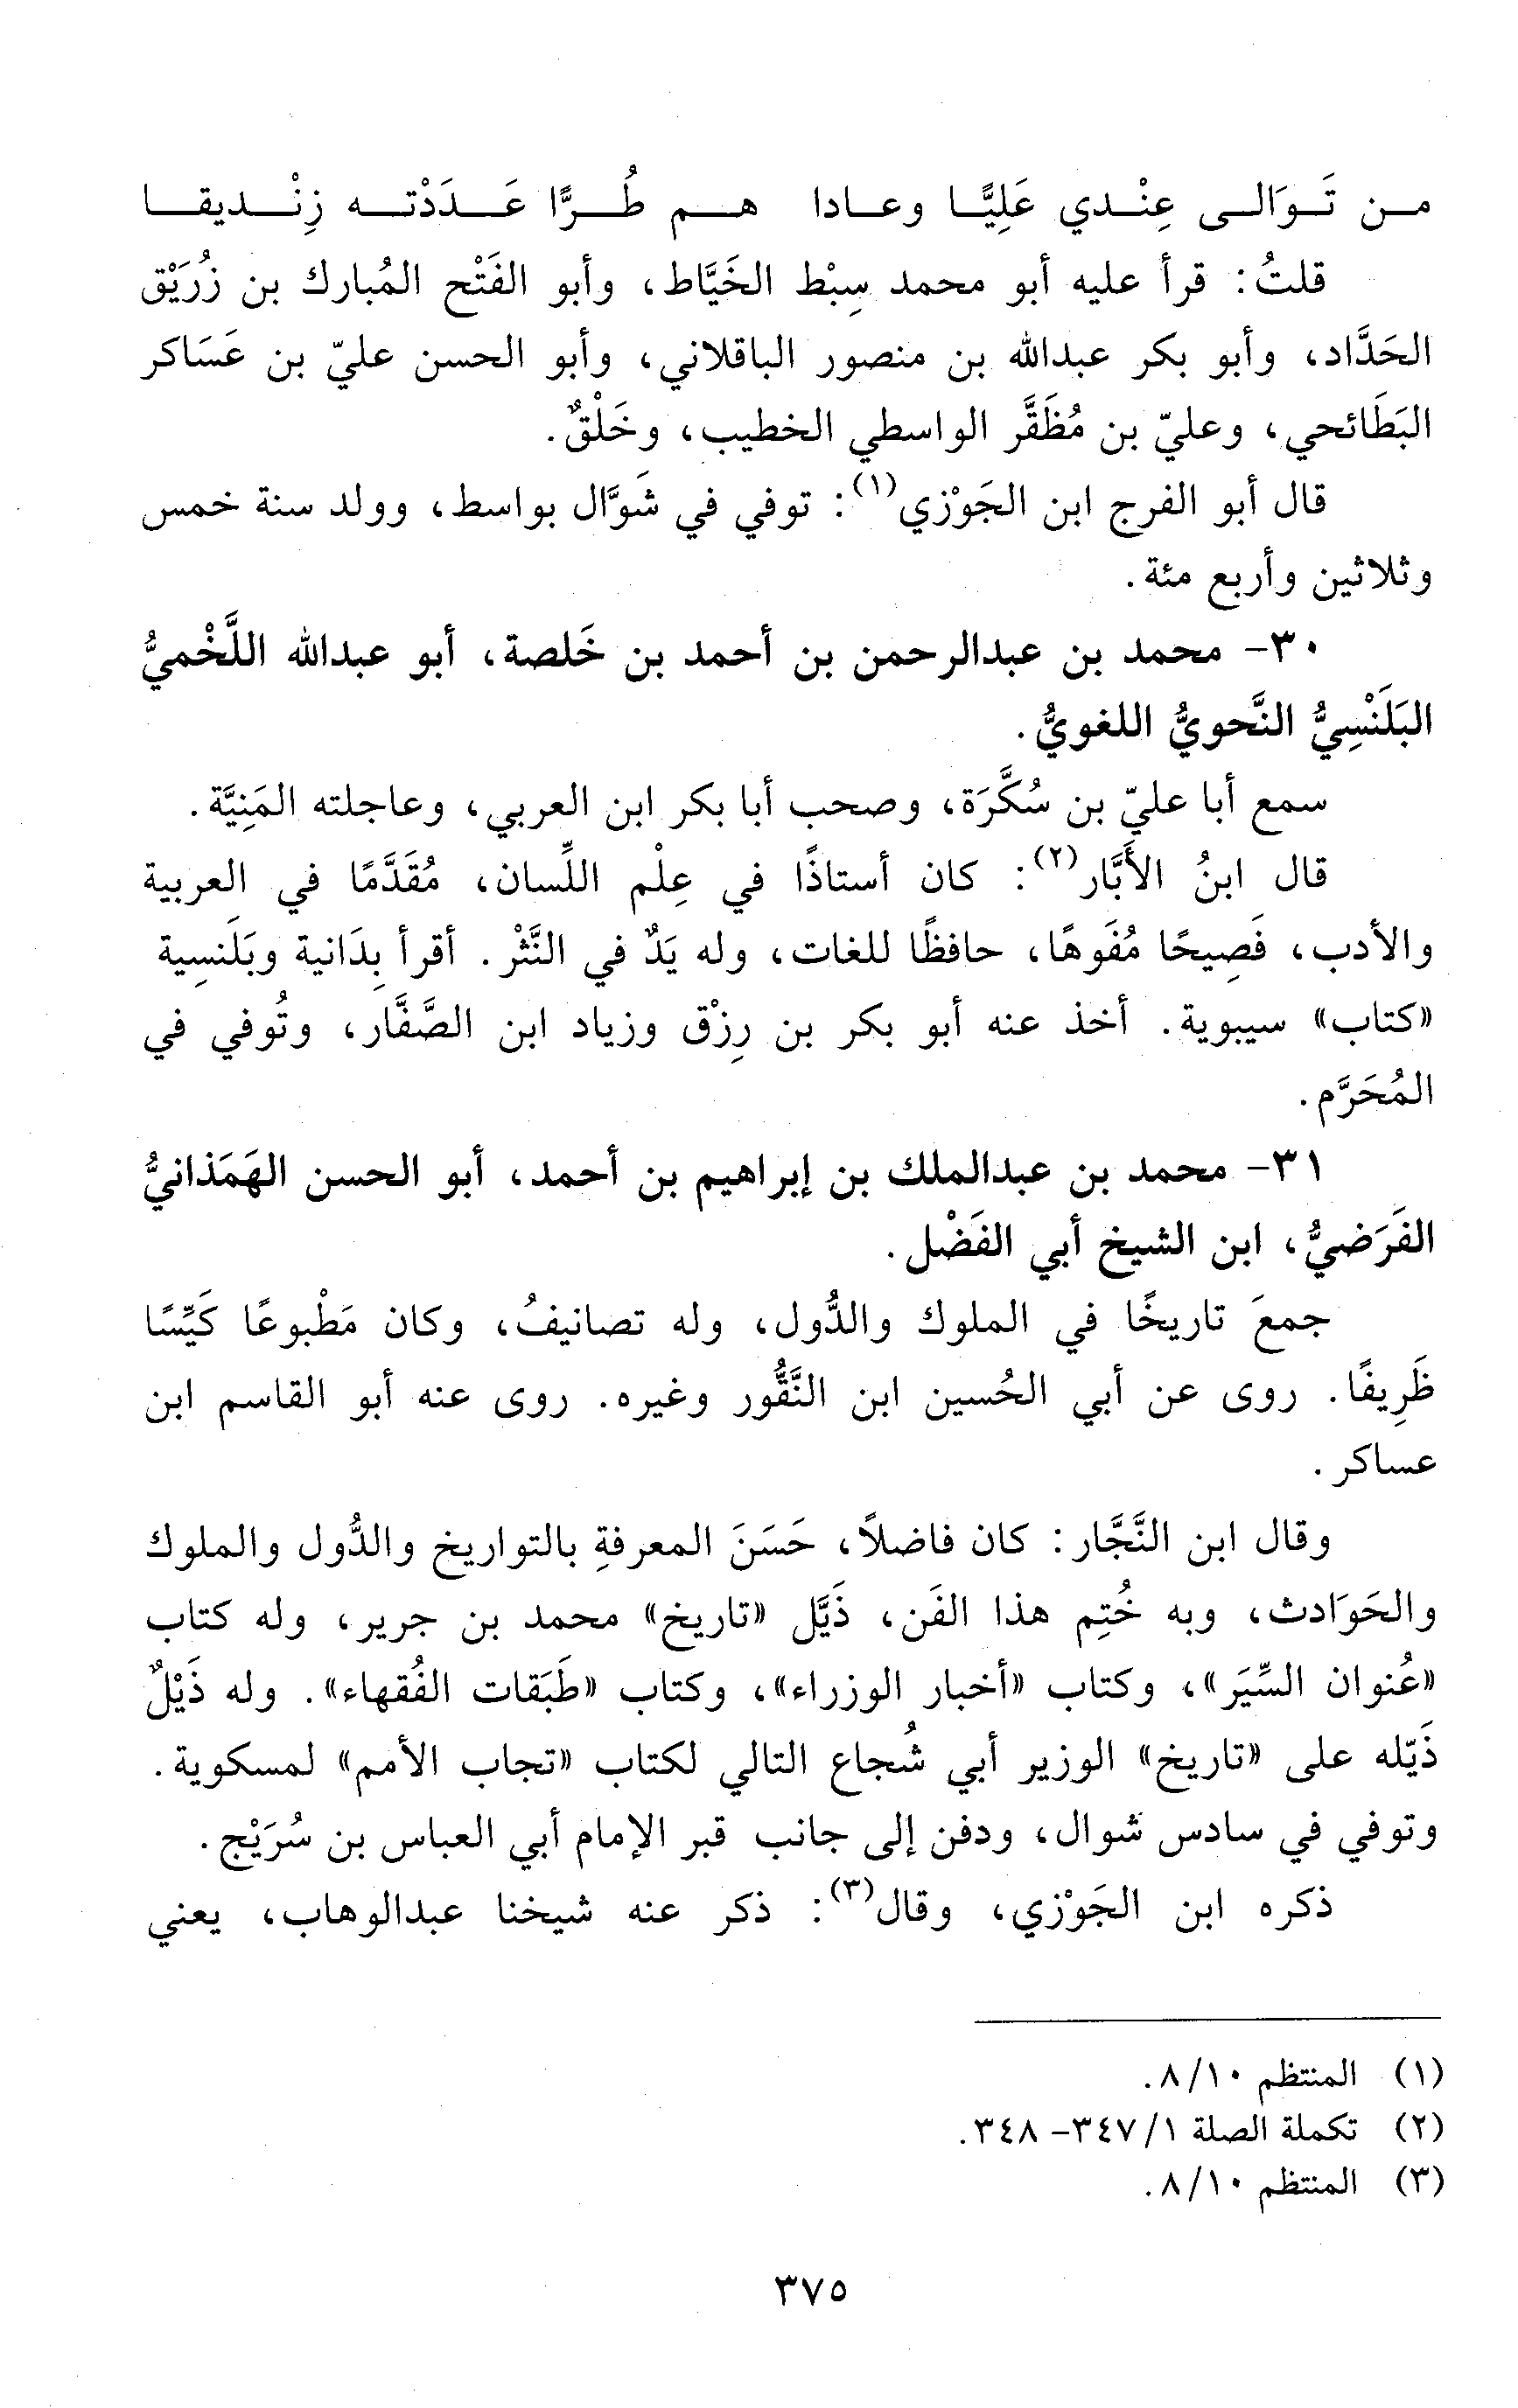 من تَوَالى عِنْدي عَلِيًّا وعادا هم طُرًّا عَدَدْته زِنْديقا
قلتُ: قرأ عليه أبو محمد سِبْط الخَيَّاط، وأبو الفَتْح المُبارك بن زُرَيْق
الحَدَّاد، وأبو بكر عبدالله بن منصور الباقلاني، وأبو الحسن عليّ بن عَسَاكر
البَطَائحي، وعليّ بن مُظَفَّر الواسطي الخطيب، وخَلْقٌ.
قال أبو الفرج ابن الجَوْزي(١): توفي في شَوَّال بواسط، وولد سنة خمس
وثلاثين وأربع مئة.
٣٠- محمد بن عبدالرحمن بن أحمد بن خَلصة، أبو عبدالله اللَّخْميُّ
البَلَنْسِيُّ النَّحويُّ اللغويُّ.
سمع أبا عليّ بن سُكَّرَة، وصحب أبا بكر ابن العربي، وعاجلته المَنِيَّة.
قال ابنُ الأَبَّار(٢): كان أستاذًا في عِلْم اللِّسان، مُقَدَّمًا في العربية
والأدب، فَصِيحًا مُفَوهًا، حافظًا للغات، وله يَدٌ في النَّثْر. أقرأ بِدَانية وبَلَنسِية
«كتاب» سيبوية. أخذ عنه أبو بكر بن رِزْق وزياد ابن الصَّفَّار، وتُوفي في
المُحَرَّم.
٣١- محمد بن عبدالملك بن إبراهيم بن أحمد، أبو الحسن الهَمَذانيُّ
الفَرَضيُّ، ابن الشيخ أبي الفَضْل.
جمعَ تاريخًا في الملوك والدُّول، وله تصانيفُ، وكان مَطْبوعًا كَيِّسًا
ظَرِيفًا. روى عن أبي الحُسين ابن النَّقُّور وغيره. روى عنه أبو القاسم ابن
عساكر.
وقال ابن النَّجَّار: كان فاضلاً، حَسَنَ المعرفةِ بالتواريخ والدُّول والملوك
والحَوَادث، وبه خُتِم هذا الفَن، ذَيَّل «تاريخ» محمد بن جرير، وله كتاب
«عُنوان السِّيَر»، وكتاب «أخبار الوزراء»، وكتاب «طَبَقات الفُقهاء». وله ذَيْلٌ
ذَيّله على «تاريخ» الوزير أبي شُجاع التالي لكتاب «تجاب الأمم» لمسكوية.
وتوفي في سادس شوال، ودفن إلى جانب قبر الإمام أبي العباس بن سُرَيْج.
ذكره ابن الجَوْزي، وقال(٣): ذكر عنه شيخنا عبدالوهاب، يعني
(١) المنتظم ١٠/ ٨.
(٢) تكملة الصلة ١/ ٣٤٧- ٣٤٨.
(٣) المنتظم ١٠/ ٨.
٣٧٥